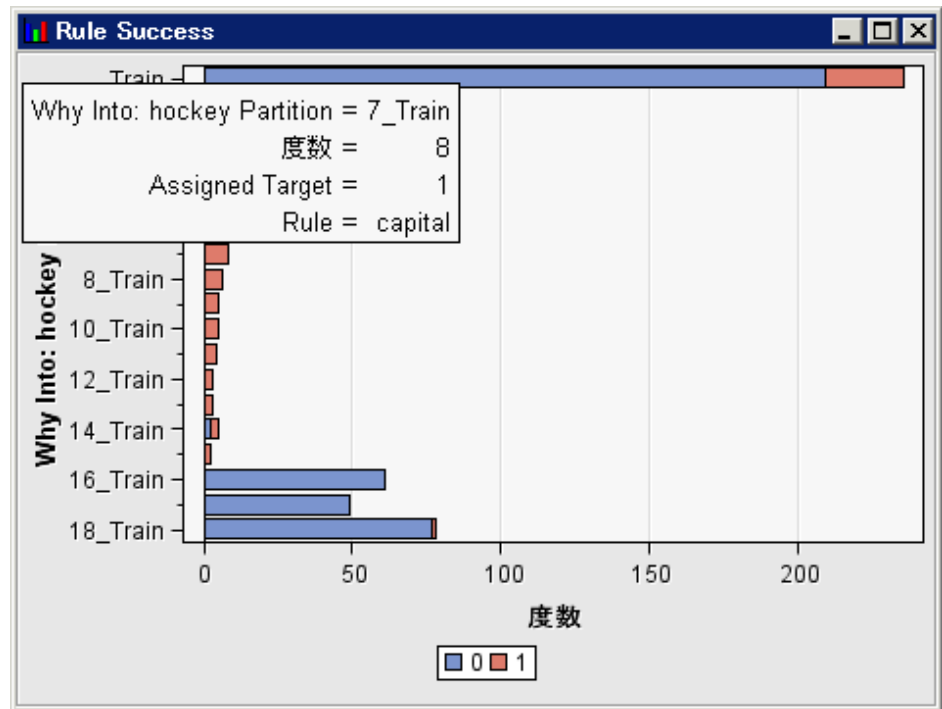 Rule Success
Train
Why Into: hockey Partition = 7_Train
度数 = 8
Assigned Target = 1
Rule = capital
Why Into: hockey
8_Train
10_Train
12_Train
14_Train
16_Train
18_Train
0 50 100 150 200
度数
0 1